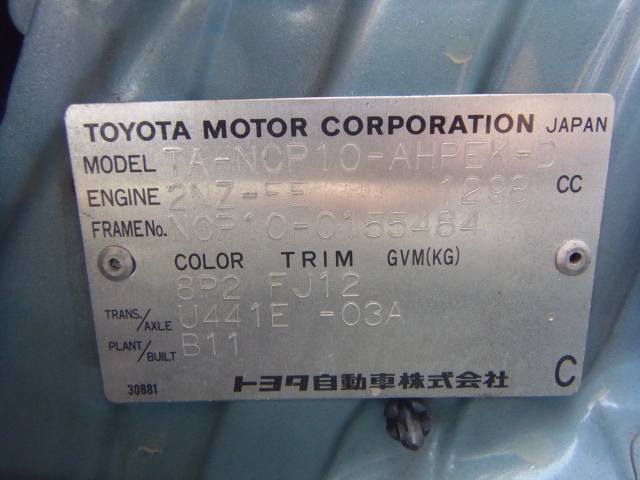 TOYOTA MOTOR CORPORATION JAPAN
MODEL TA-NCP10-AHPEK-D
ENGINE 2NZ-FE 1298 CC
FRAME No. NCP10-0155484
COLOR TRIM GVM(KG)
8P2 FJ12
TRANS./AXLE U441E -03A
PLANT/BUILT B11
30881 トヨタ自動車株式会社 C